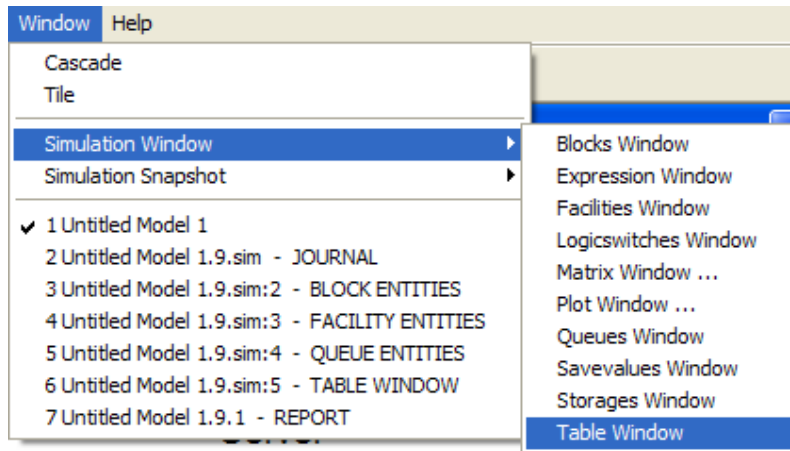 Window Help
Cascade
Tile
Simulation Window
Simulation Snapshot
1 Untitled Model 1
2 Untitled Model 1.9.sim - JOURNAL
3 Untitled Model 1.9.sim:2 - BLOCK ENTITIES
4 Untitled Model 1.9.sim:3 - FACILITY ENTITIES
5 Untitled Model 1.9.sim:4 - QUEUE ENTITIES
6 Untitled Model 1.9.sim:5 - TABLE WINDOW
7 Untitled Model 1.9.1 - REPORT
Blocks Window
Expression Window
Facilities Window
Logicswitches Window
Matrix Window ...
Plot Window ...
Queues Window
Savevalues Window
Storages Window
Table Window